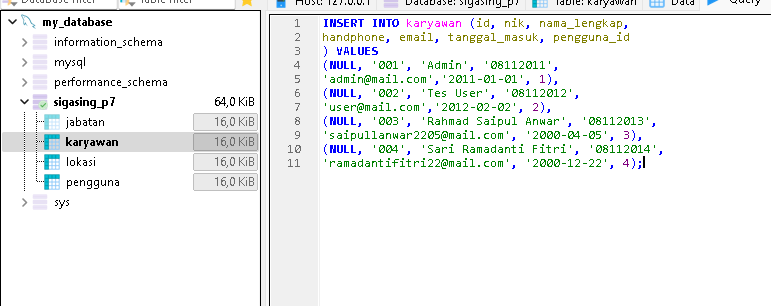 Database filter
Table filter
Host: 127.0.0.1
Database: sigasing_p7
Table: karyawan
Data
Query
my_database
information_schema
mysql
performance_schema
sigasing_p7 64,0 KiB
jabatan 16,0 KiB
karyawan 16,0 KiB
lokasi 16,0 KiB
pengguna 16,0 KiB
sys
1 INSERT INTO karyawan (id, nik, nama_lengkap,
2 handphone, email, tanggal_masuk, pengguna_id
3 ) VALUES
4 (NULL, '001', 'Admin', '08112011',
5 'admin@mail.com','2011-01-01', 1),
6 (NULL, '002', 'Tes User', '08112012',
7 'user@mail.com','2012-02-02', 2),
8 (NULL, '003', 'Rahmad Saipul Anwar', '08112013',
9 'saipullanwar2205@mail.com', '2000-04-05', 3),
10 (NULL, '004', 'Sari Ramadanti Fitri', '08112014',
11 'ramadantifitri22@mail.com', '2000-12-22', 4);